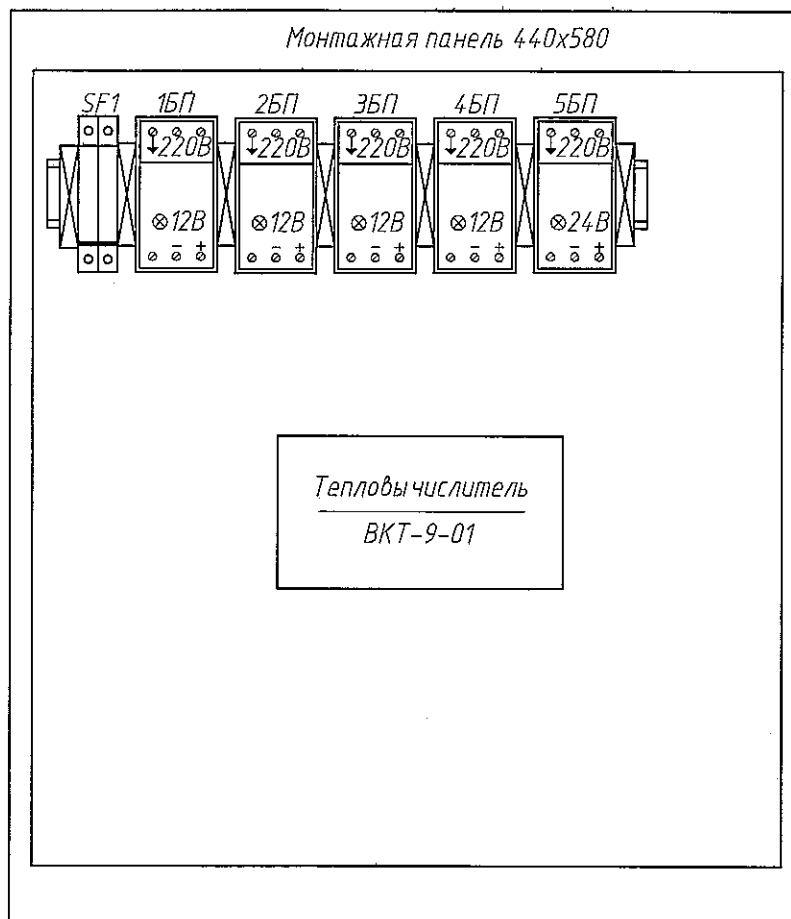 Монтажная панель 440х580
SF1 1БП 2БП 3БП 4БП 5БП
220В 220В 220В 220В 220В
12В 12В 12В 12В 24В
- + - + - + - + - +
Тепловычислитель
ВКТ-9-01